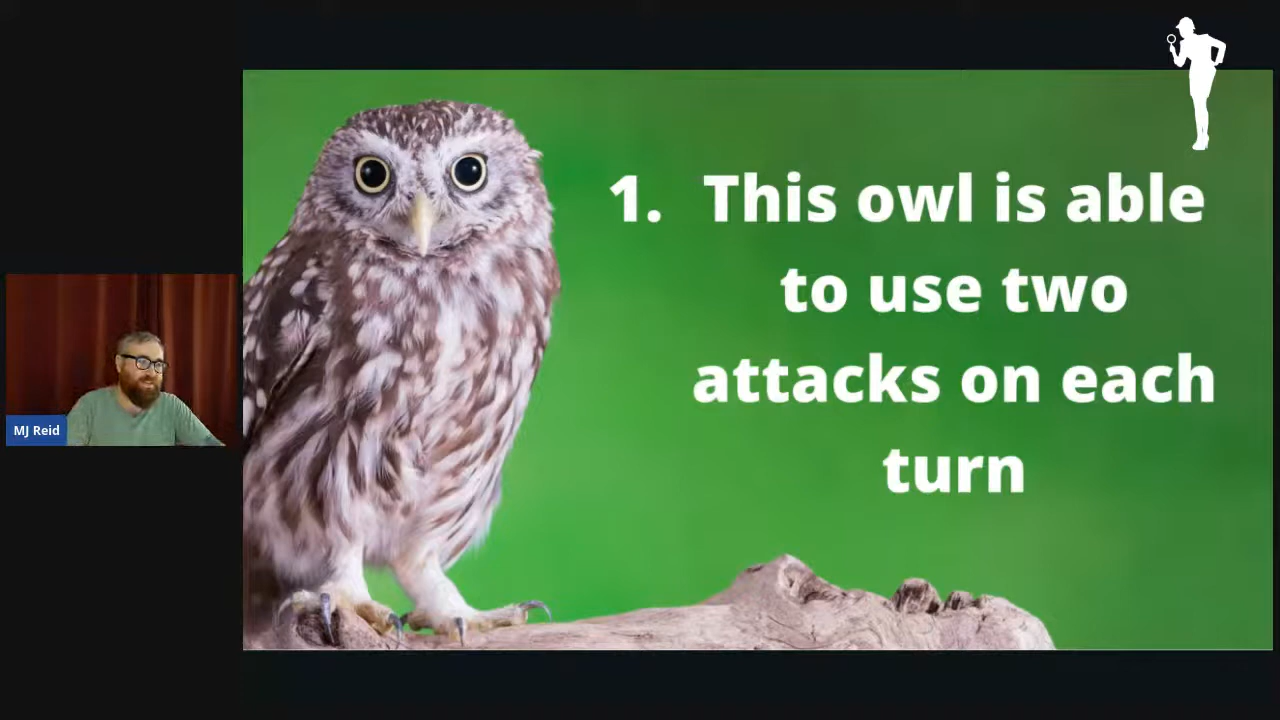 1. This owl is able
to use two
attacks on each
turn
MJ Reid